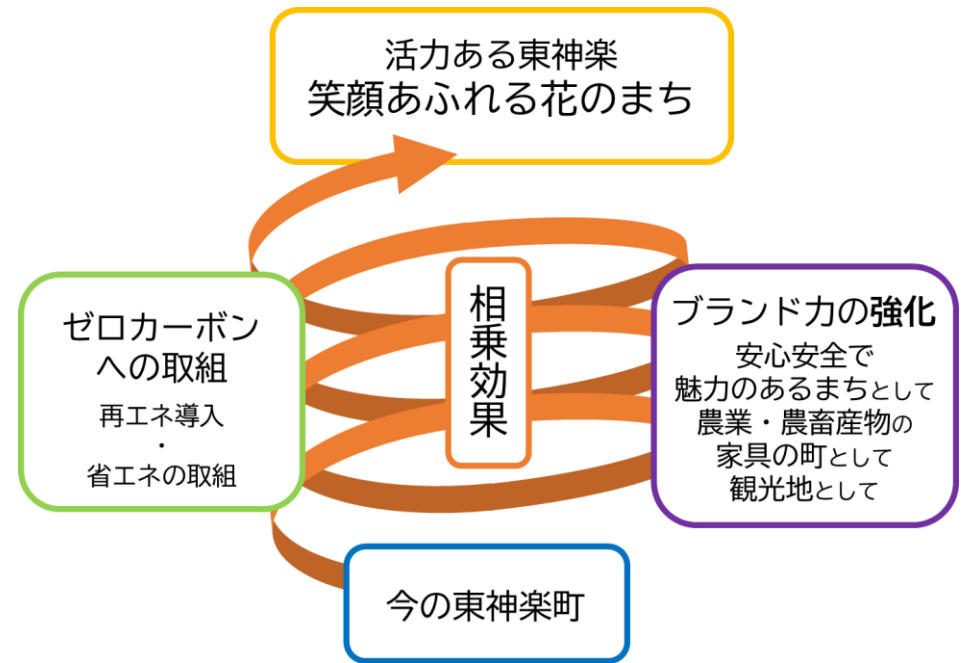 活力ある東神楽
笑顔あふれる花のまち
ゼロカーボン
への取組
再エネ導入
・
省エネの取組
相乗効果
ブランド力の強化
安心安全で
魅力のあるまちとして
農業・農畜産物の
家具の町として
観光地として
今の東神楽町